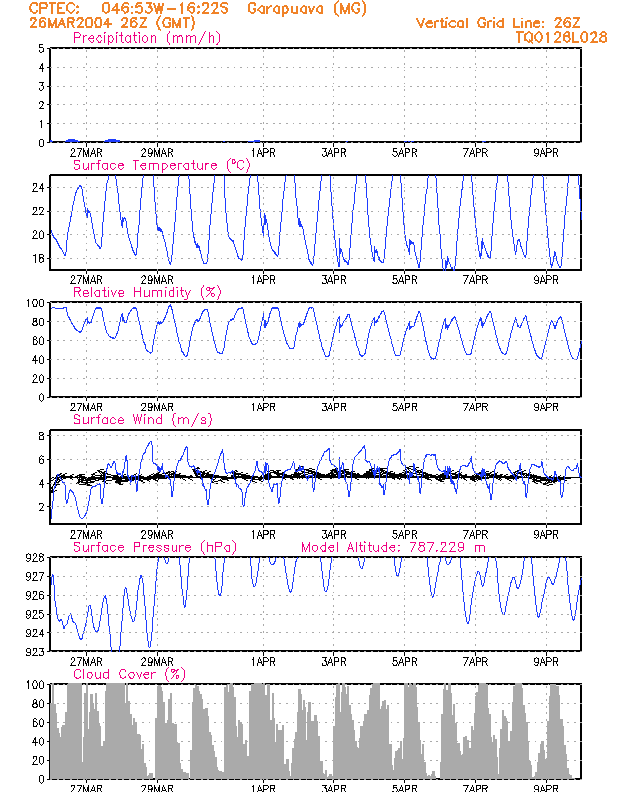 CPTEC: 046:53W-16:22S Garapuava (MG)
26MAR2004 26Z (GMT) Vertical Grid Line: 26Z
Precipitation (mm/h) TQ0126L028
5
4
3
2
1
0
27MAR 29MAR 1APR 3APR 5APR 7APR 9APR
Surface Temperature (°C)
24
22
20
18
27MAR 29MAR 1APR 3APR 5APR 7APR 9APR
Relative Humidity (%)
100
80
60
40
20
0
27MAR 29MAR 1APR 3APR 5APR 7APR 9APR
Surface Wind (m/s)
8
6
4
2
27MAR 29MAR 1APR 3APR 5APR 7APR 9APR
Surface Pressure (hPa) Model Altitude: 787.229 m
928
927
926
925
924
923
27MAR 29MAR 1APR 3APR 5APR 7APR 9APR
Cloud Cover (%)
100
80
60
40
20
0
27MAR 29MAR 1APR 3APR 5APR 7APR 9APR